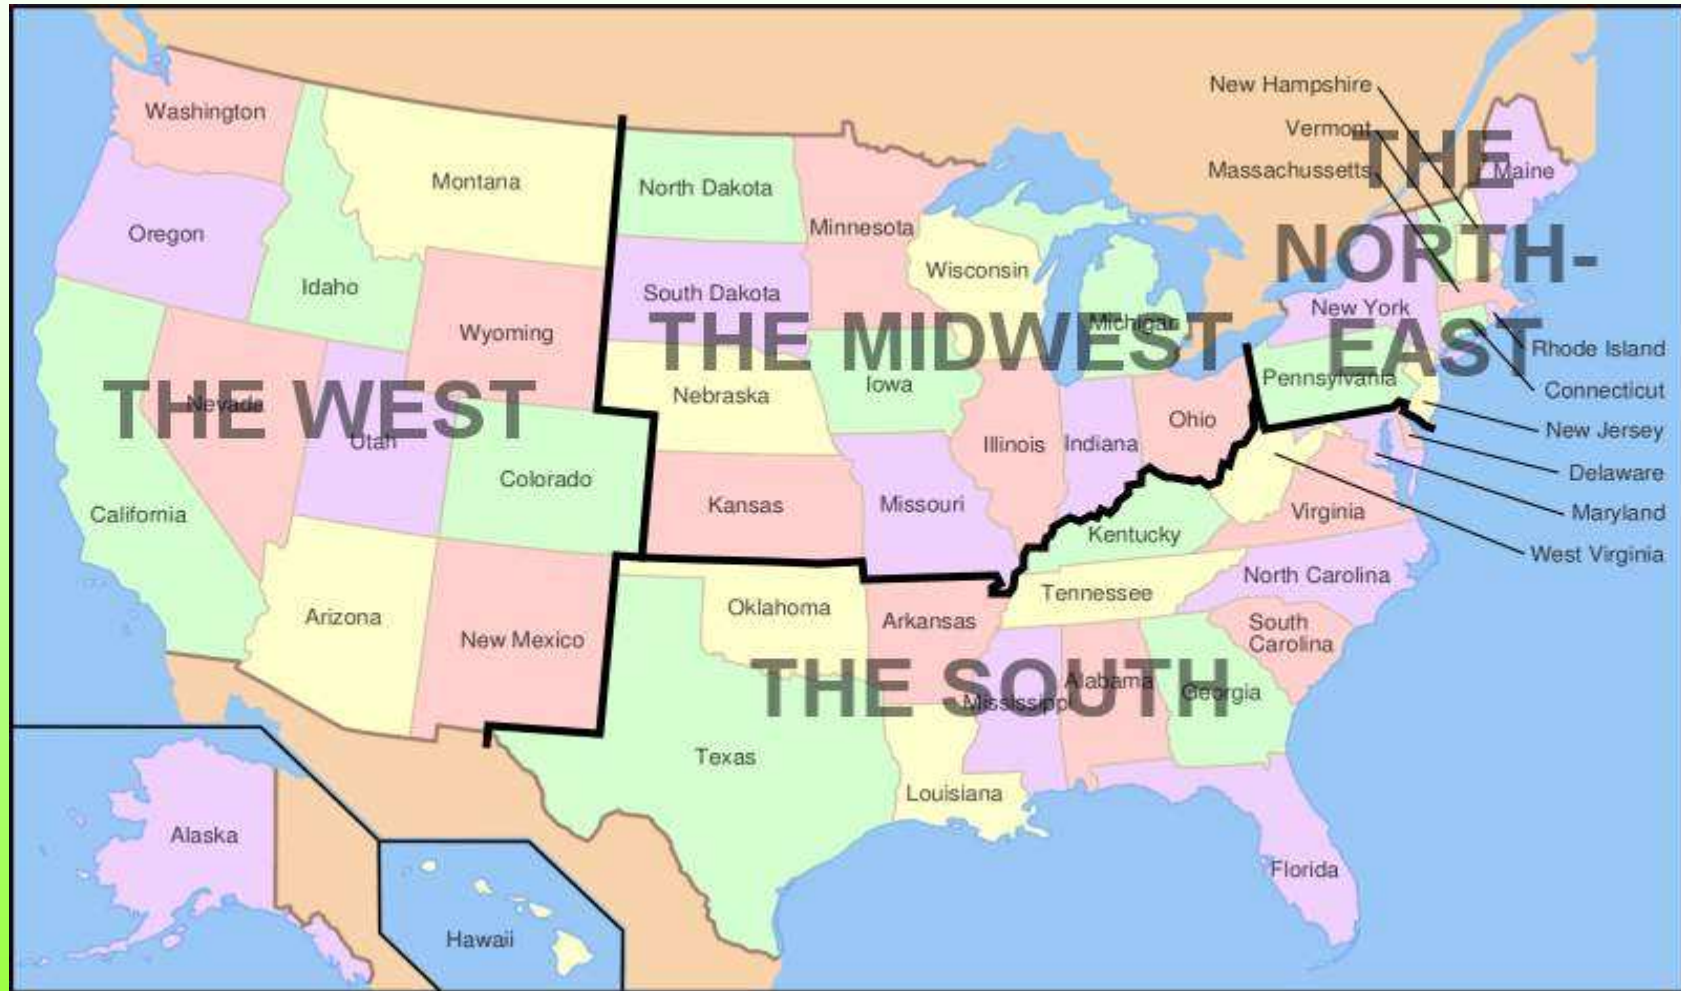 New Hampshire
Vermont
Massachussetts
THE
NORTH-
EAST
Maine
Washington
Montana
North Dakota
Minnesota
Oregon
Idaho
Wisconsin
South Dakota
Wyoming
THE MIDWEST
Michigan
New York
Rhode Island
Connecticut
New Jersey
Delaware
Maryland
West Virginia
Pennsylvania
THE WEST
Nevada
Utah
Nebraska
Iowa
Illinois
Indiana
Ohio
Colorado
California
Kansas
Missouri
Kentucky
Virginia
North Carolina
Tennessee
Arizona
New Mexico
Oklahoma
Arkansas
South
Carolina
THE SOUTH
Mississippi
Alabama
Georgia
Texas
Louisiana
Florida
Alaska
Hawaii